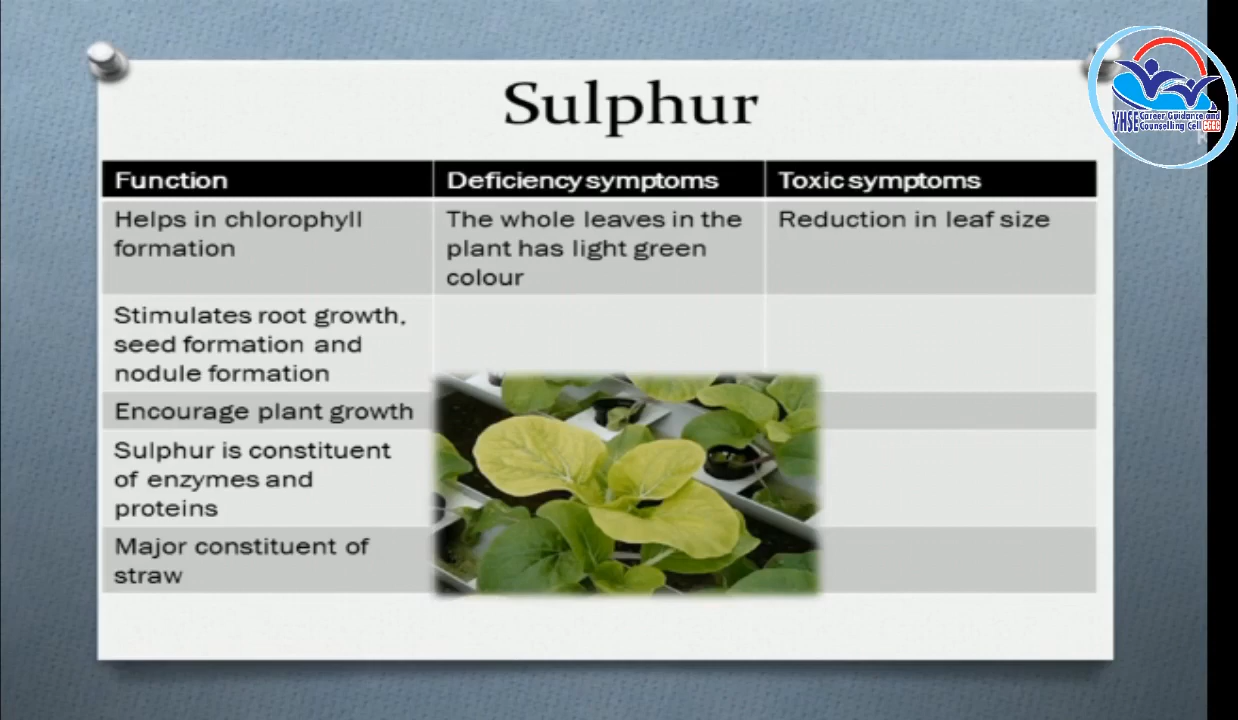 Sulphur
Function
Deficiency symptoms
Toxic symptoms
Helps in chlorophyll
formation
The whole leaves in the
plant has light green
colour
Reduction in leaf size
Stimulates root growth,
seed formation and
nodule formation
Encourage plant growth
Sulphur is constituent
of enzymes and
proteins
Major constituent of
straw
VHSE Career Guidance and
Counselling Cell CGCC